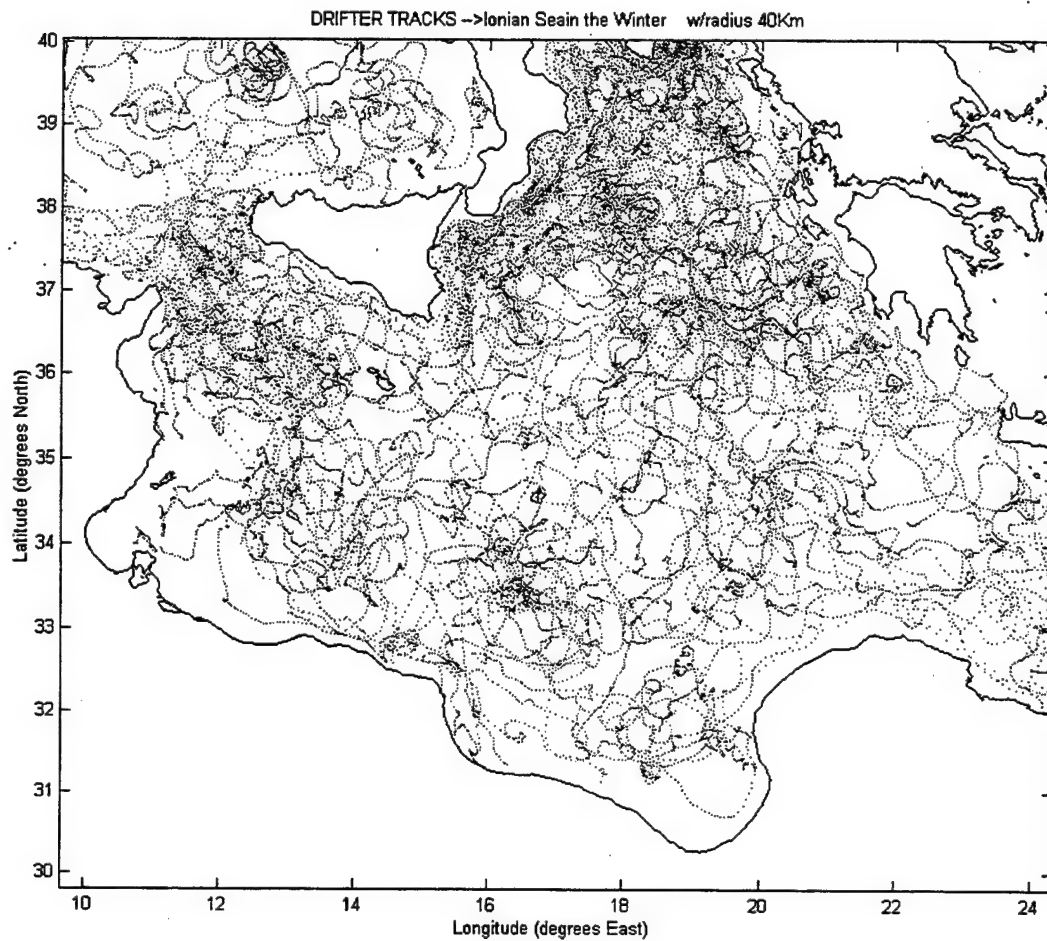 DRIFTER TRACKS -->Ionian Seain the Winter w/radius 40Km
40
39
38
37
36
35
34
33
32
31
30
Latitude (degrees North)
10 12 14 16 18 20 22 24
Longitude (degrees East)